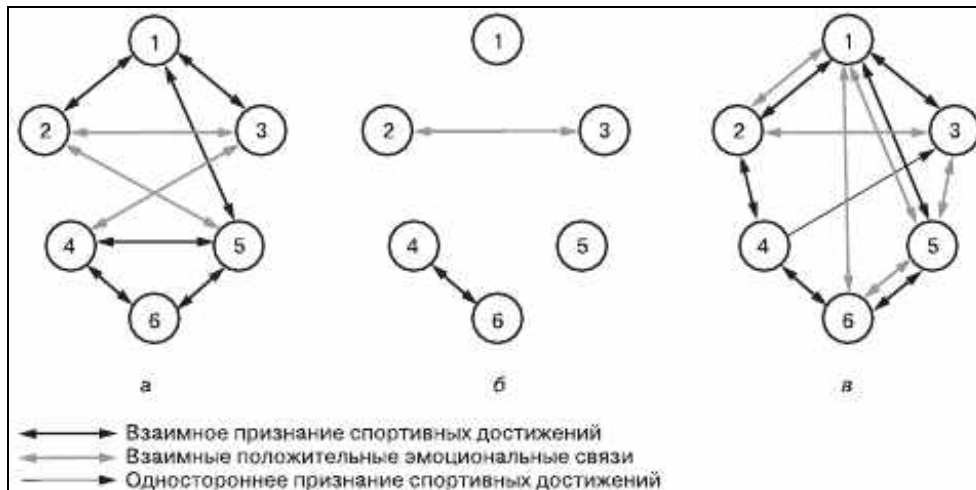 1 1 1
2 3 2 3 2 3
4 5 4 5 4 5
6 6 6
а б в
Взаимное признание спортивных достижений
Взаимные положительные эмоциональные связи
Одностороннее признание спортивных достижений